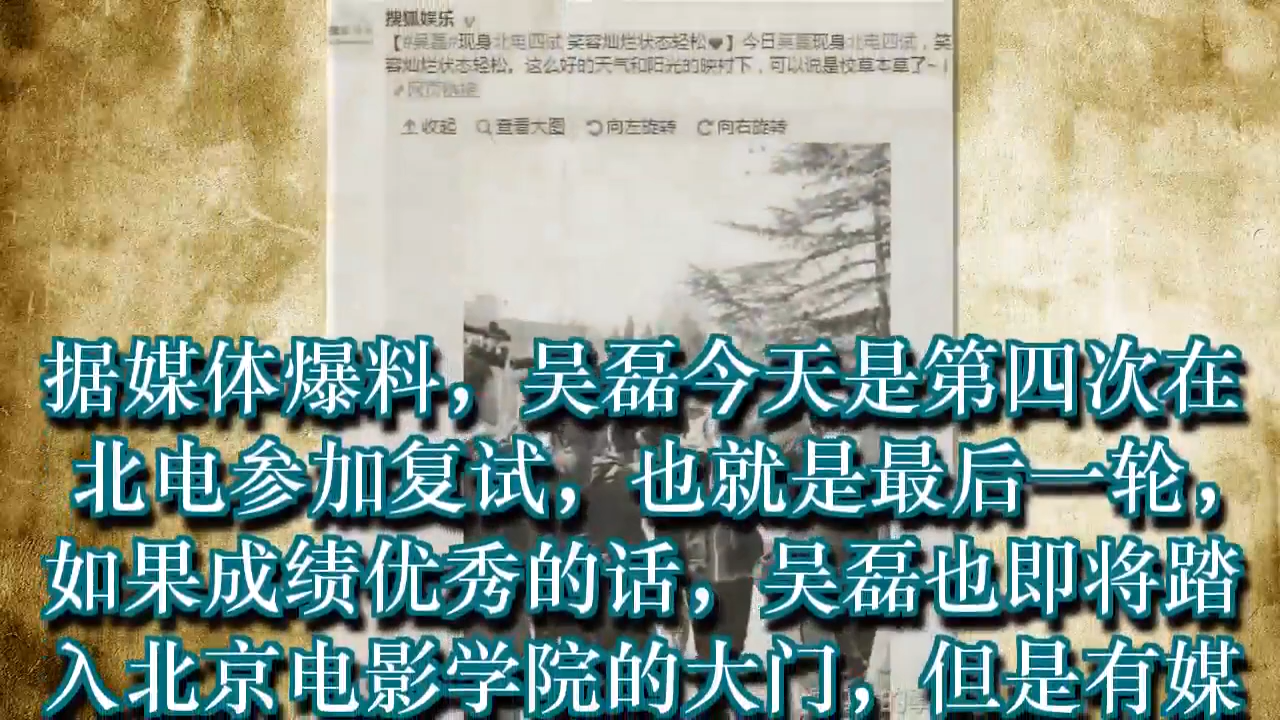 搜狐娱乐
【#吴磊#现身北电四试 笑容灿烂状态轻松❤】今日吴磊现身北电四试，笑
容灿烂状态轻松。这么好的天气和阳光的映村下，可以说是校草本草了~
网页链接
收起 查看大图 向左旋转 向右旋转
据媒体爆料，吴磊今天是第四次在
北电参加复试，也就是最后一轮，
如果成绩优秀的话，吴磊也即将踏
入北京电影学院的大门，但是有媒